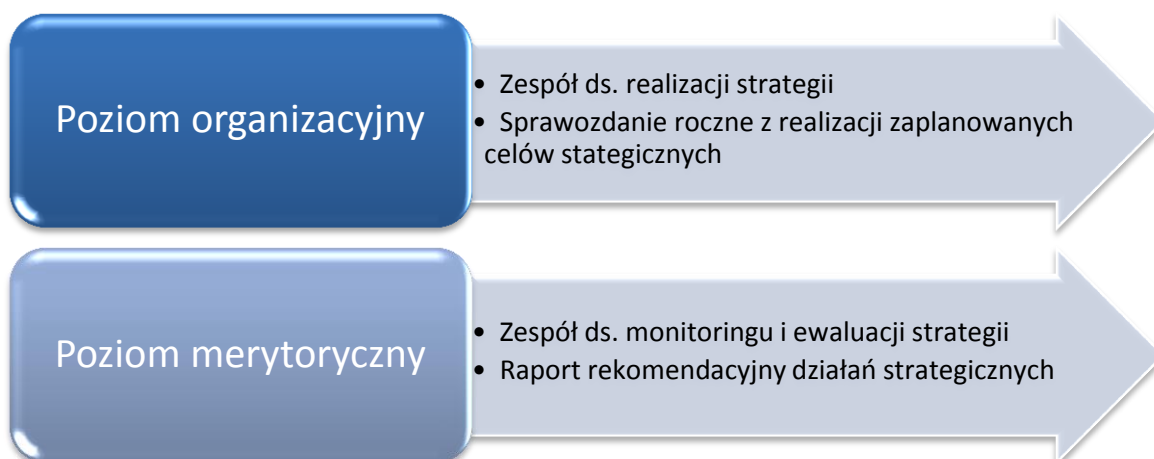 Poziom organizacyjny
• Zespół ds. realizacji strategii
• Sprawozdanie roczne z realizacji zaplanowanych
celów stategicznych
Poziom merytoryczny
• Zespół ds. monitoringu i ewaluacji strategii
• Raport rekomendacyjny działań strategicznych